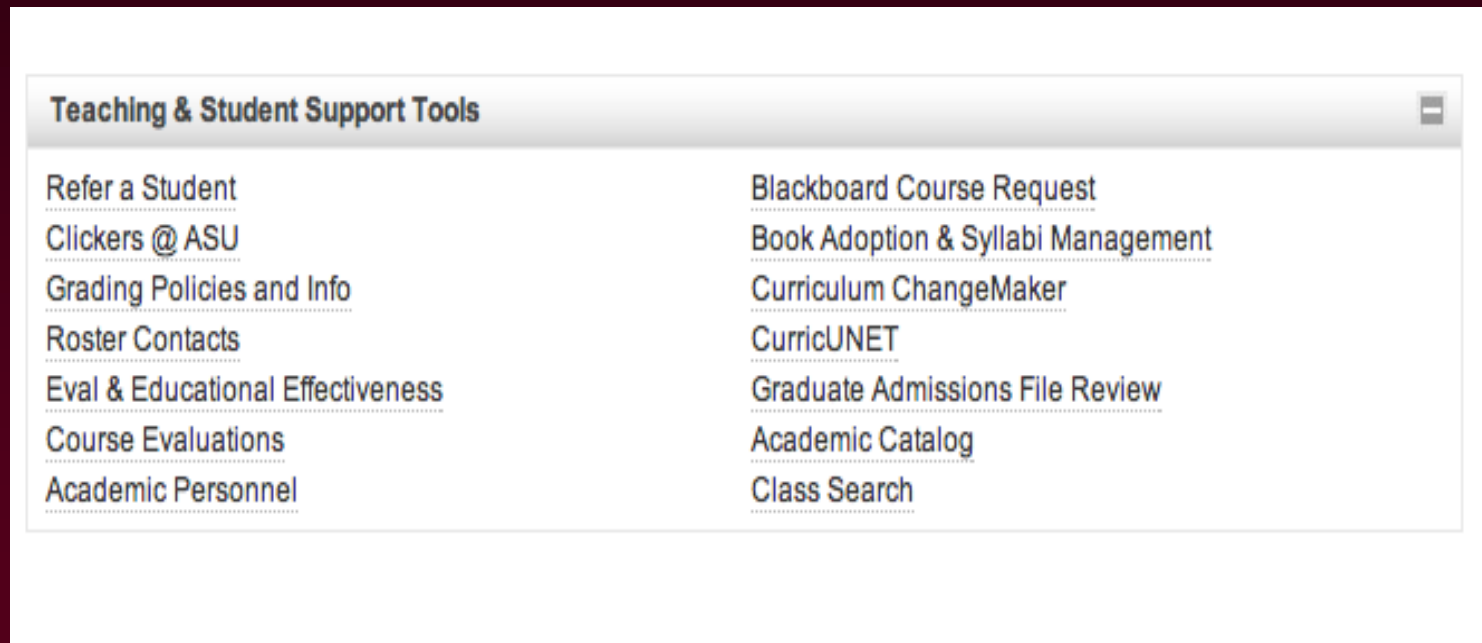 Teaching & Student Support Tools
Refer a Student
Clickers @ ASU
Grading Policies and Info
Roster Contacts
Eval & Educational Effectiveness
Course Evaluations
Academic Personnel
Blackboard Course Request
Book Adoption & Syllabi Management
Curriculum ChangeMaker
CurricUNET
Graduate Admissions File Review
Academic Catalog
Class Search